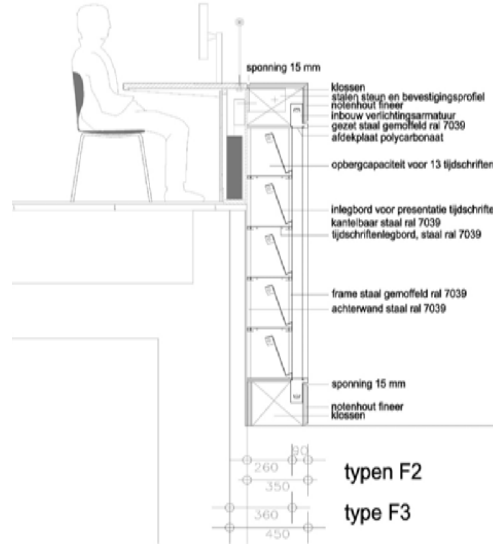 sponning 15 mm
klossen
stalen steun en bevestigingsprofiel
notenhout fineer
inbouw verlichtingsarmatuur
gezet staal gemoffeld ral 7039
afdekplaat polycarbonaat
opbergcapaciteit voor 13 tijdschriften
inlegbord voor presentatie tijdschrifte
kantelbaar staal ral 7039
tijdschriftenlegbord, staal ral 7039
frame staal gemoffeld ral 7039
achterwand staal ral 7039
sponning 15 mm
notenhout fineer
klossen
260 90
350
typen F2
360
type F3
450